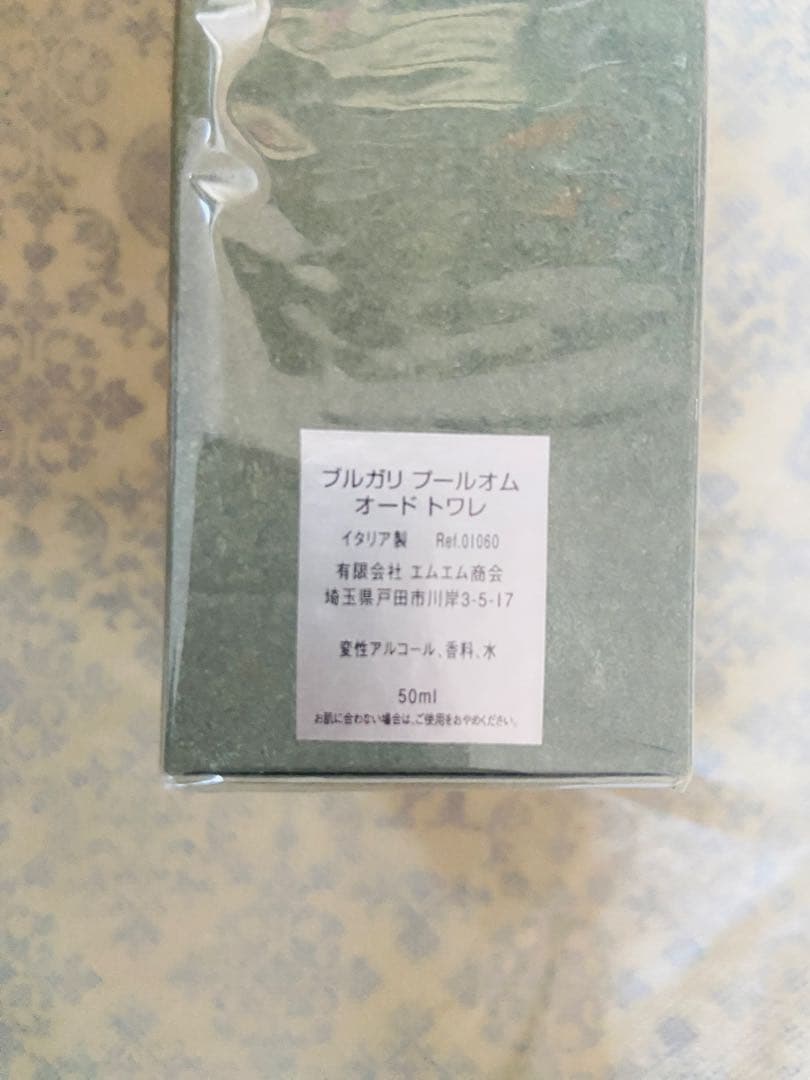 ブルガリ プールオム
オード トワレ
イタリア製 Ref.01060
有限会社 エムエム商会
埼玉県戸田市川岸3-5-17
変性アルコール、香料、水
50ml
お肌に合わない場合は、ご使用をおやめください。